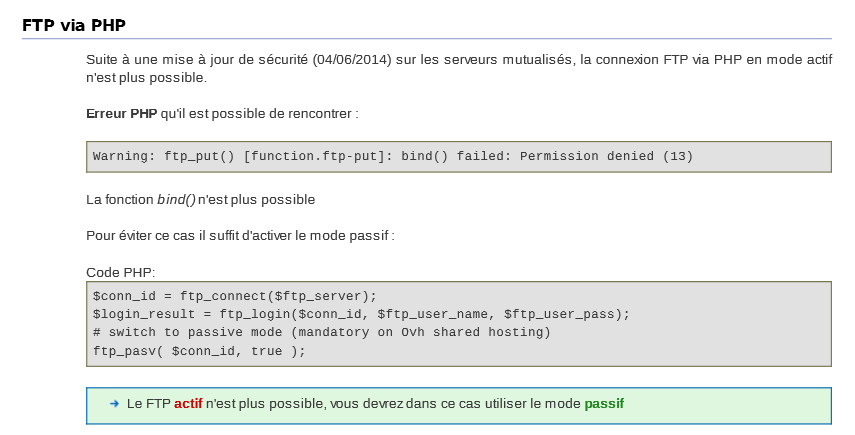 FTP via PHP
Suite à une mise à jour de sécurité (04/06/2014) sur les serveurs mutualisés, la connexion FTP via PHP en mode actif
n'est plus possible.
Erreur PHP qu'il est possible de rencontrer :
Warning: ftp_put() [function.ftp-put]: bind() failed: Permission denied (13)
La fonction bind() n'est plus possible
Pour éviter ce cas il suffit d'activer le mode passif :
Code PHP:
$conn_id = ftp_connect($ftp_server);
$login_result = ftp_login($conn_id, $ftp_user_name, $ftp_user_pass);
# switch to passive mode (mandatory on Ovh shared hosting)
ftp_pasv( $conn_id, true );
➔ Le FTP actif n'est plus possible, vous devrez dans ce cas utiliser le mode passif